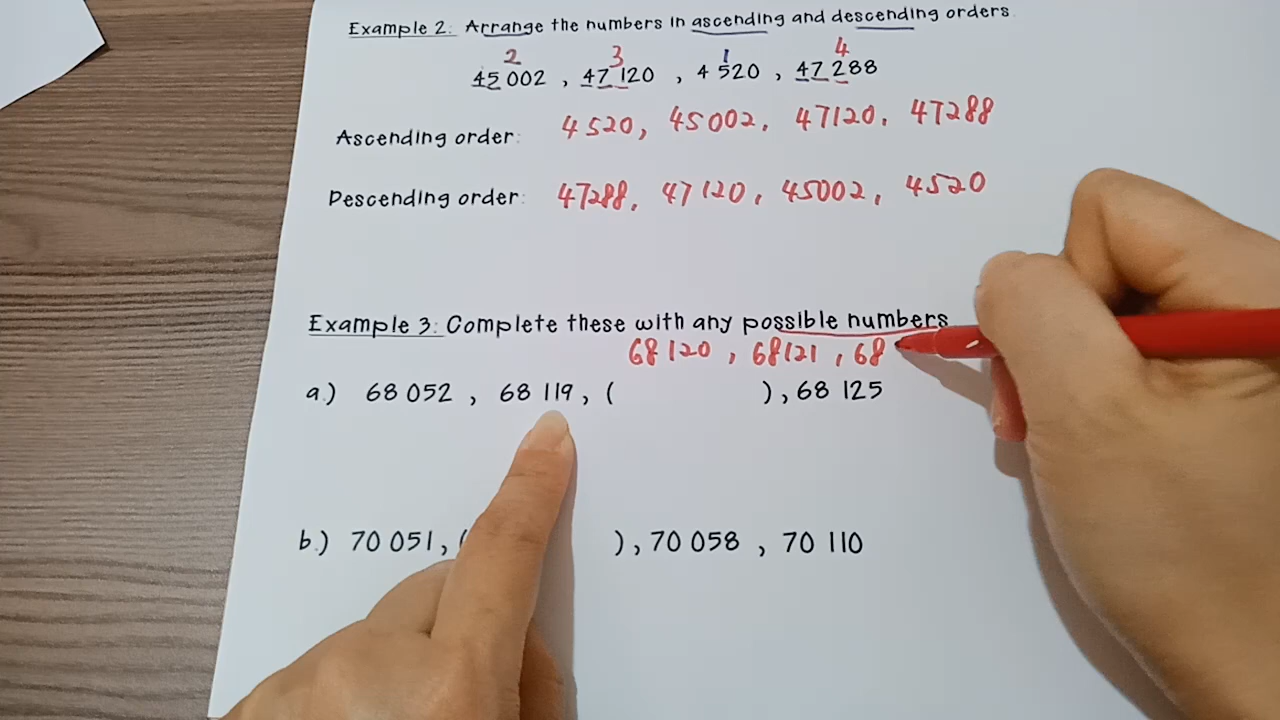 Example 2: Arrange the numbers in ascending and descending orders.
2 3 1 4
45 002 , 47 120 , 4 520 , 47 288
Ascending order: 4520, 45002, 47120, 47288
Descending order: 47288, 47120, 45002, 4520
Example 3: Complete these with any possible numbers
68120, 68121, 68
a.) 68 052 , 68 119, ( ), 68 125
b.) 70 051, ( ), 70 058 , 70 110